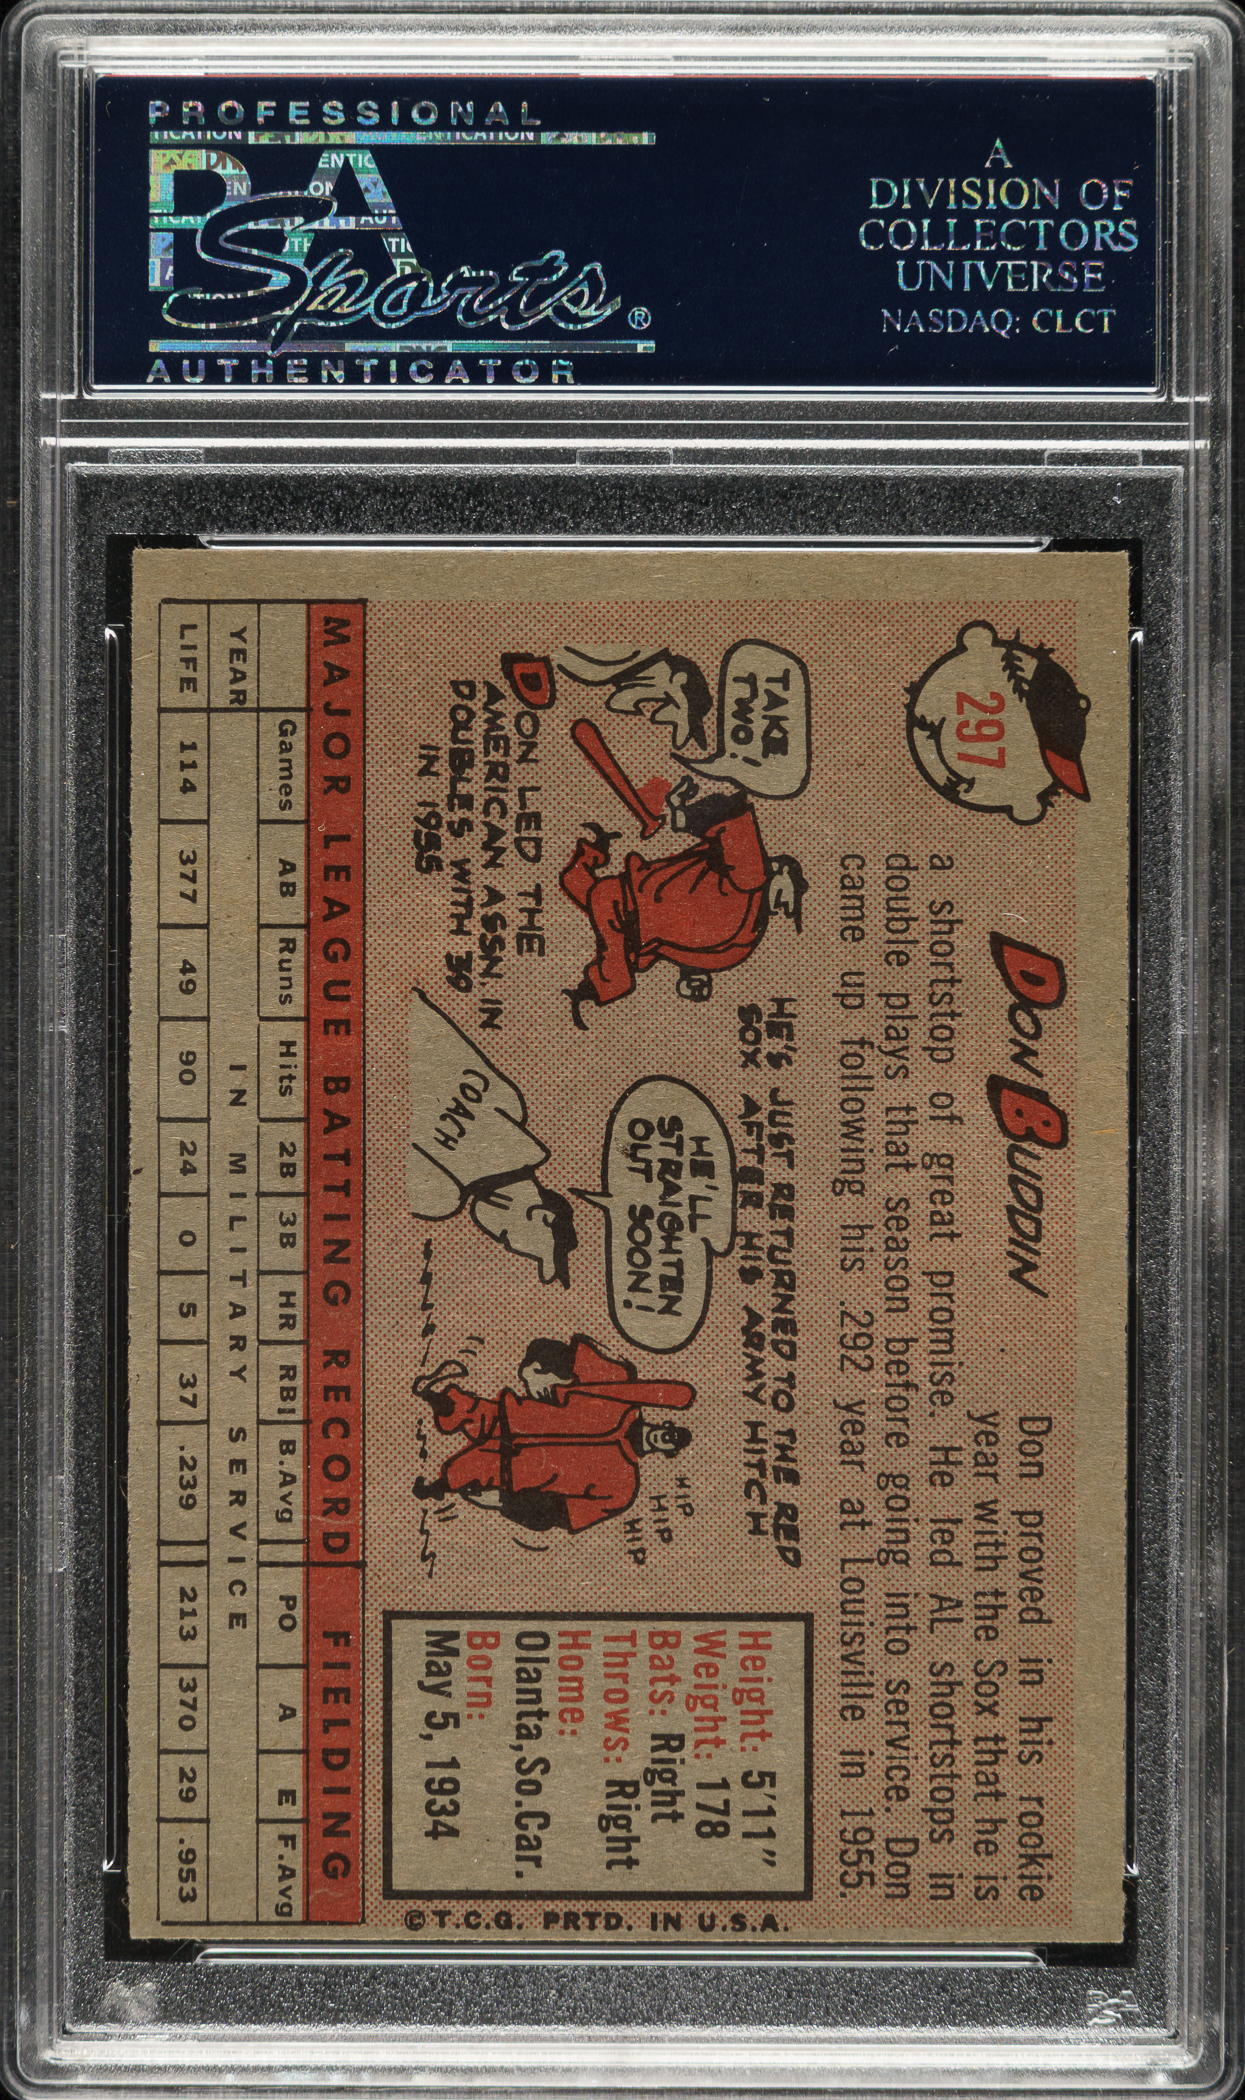 PROFESSIONAL
Sports®
AUTHENTICATOR
A
DIVISION OF
COLLECTORS
UNIVERSE
NASDAQ: CLCT
297
DON BUDDIN
Don proved in his rookie
year with the Sox that he is
a shortstop of great promise. He led AL shortstops in
double plays that season before going into service. Don
came up following his .292 year at Louisville in 1955.
TAKE
TWO!
DON LED THE
AMERICAN ASSN. IN
DOUBLES WITH 39
IN 1955
HE'S JUST RETURNED TO THE RED
SOX AFTER HIS ARMY HITCH
HE'LL
STRAIGHTEN
OUT SOON!
COACH
HIP
HIP
HIP
Height: 5'11"
Weight: 178
Bats: Right
Throws: Right
Home:
Olanta, So. Car.
Born:
May 5, 1934
© T.C.G. PRTD. IN U.S.A.
MAJOR LEAGUE BATTING RECORD FIELDING
Games AB Runs Hits 2B 3B HR RBI B.Avg PO A E F.Avg
YEAR IN MILITARY SERVICE
LIFE 114 377 49 90 24 0 5 37 .239 213 370 29 .953